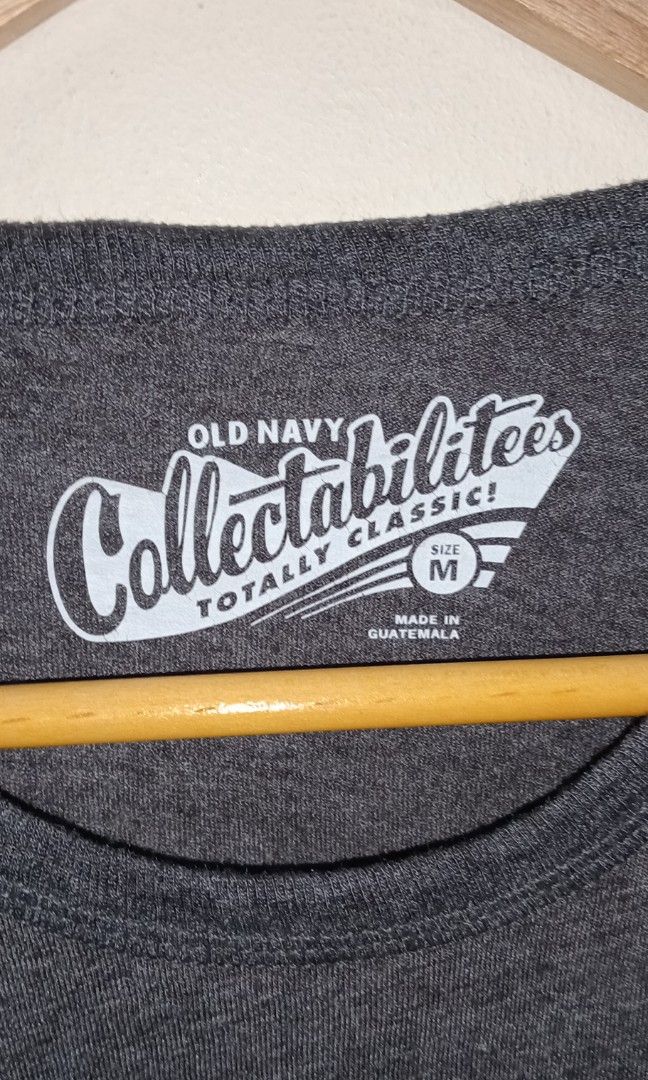 OLD NAVY
Collectabilitees
TOTALLY CLASSIC!
SIZE
M
MADE IN
GUATEMALA